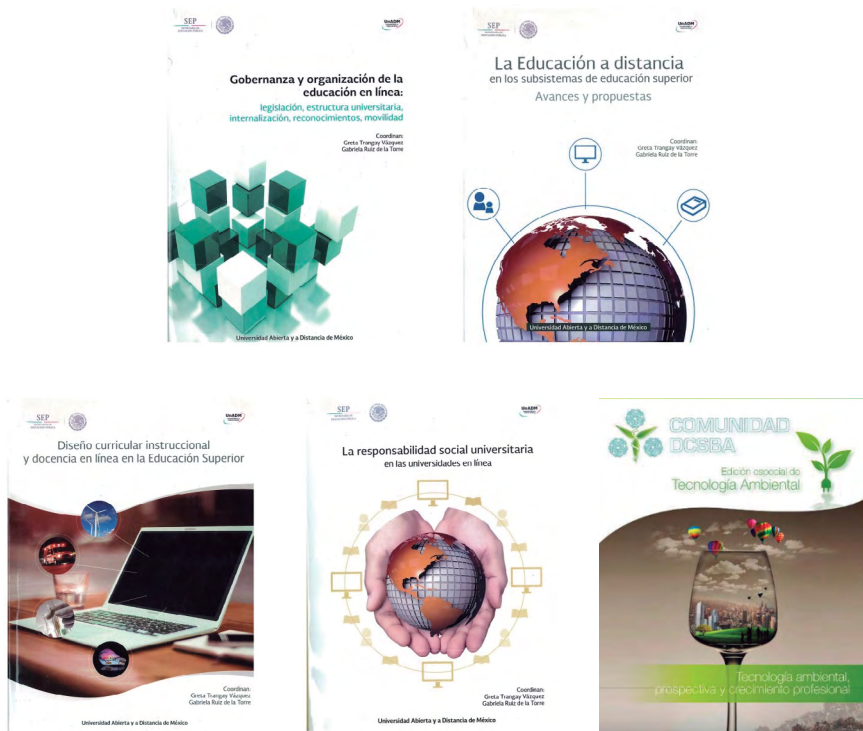 SEP
UnADM
Gobernanza y organización de la
educación en línea:
legislación, estructura universitaria,
internalización, reconocimientos, movilidad
Coordinan:
Greta Trangay Vázquez
Gabriela Ruiz de la Torre
Universidad Abierta y a Distancia de México
SEP
UnADM
La Educación a distancia
en los subsistemas de educación superior
Avances y propuestas
Coordinan:
Greta Trangay Vázquez
Gabriela Ruiz de la Torre
Universidad Abierta y a Distancia de México
SEP
UnADM
Diseño curricular instruccional
y docencia en línea en la Educación Superior
Coordinan:
Greta Trangay Vázquez
Gabriela Ruiz de la Torre
Universidad Abierta y a Distancia de México
SEP
UnADM
La responsabilidad social universitaria
en las universidades en línea
Coordinan:
Greta Trangay Vázquez
Gabriela Ruiz de la Torre
Universidad Abierta y a Distancia de México
COMUNIDAD
DCSBA
Edición especial de
Tecnología Ambiental
Tecnología ambiental,
prospectiva y crecimiento profesional